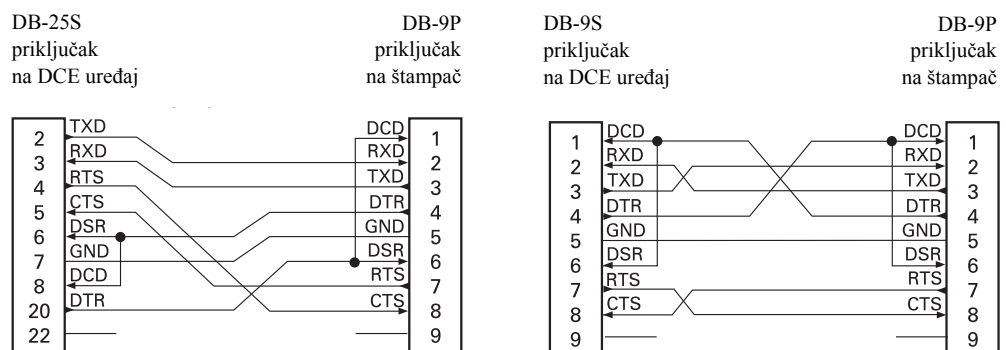 DB-25S
priključak
na DCE uređaj
DB-9P
priključak
na štampač
2 TXD
3 RXD
4 RTS
5 CTS
6 DSR
7 GND
8 DCD
20 DTR
22
DCD 1
RXD 2
TXD 3
DTR 4
GND 5
DSR 6
RTS 7
CTS 8
9
DB-9S
priključak
na DCE uređaj
DB-9P
priključak
na štampač
1 DCD
2 RXD
3 TXD
4 DTR
5 GND
6 DSR
7 RTS
8 CTS
9
DCD 1
RXD 2
TXD 3
DTR 4
GND 5
DSR 6
RTS 7
CTS 8
9